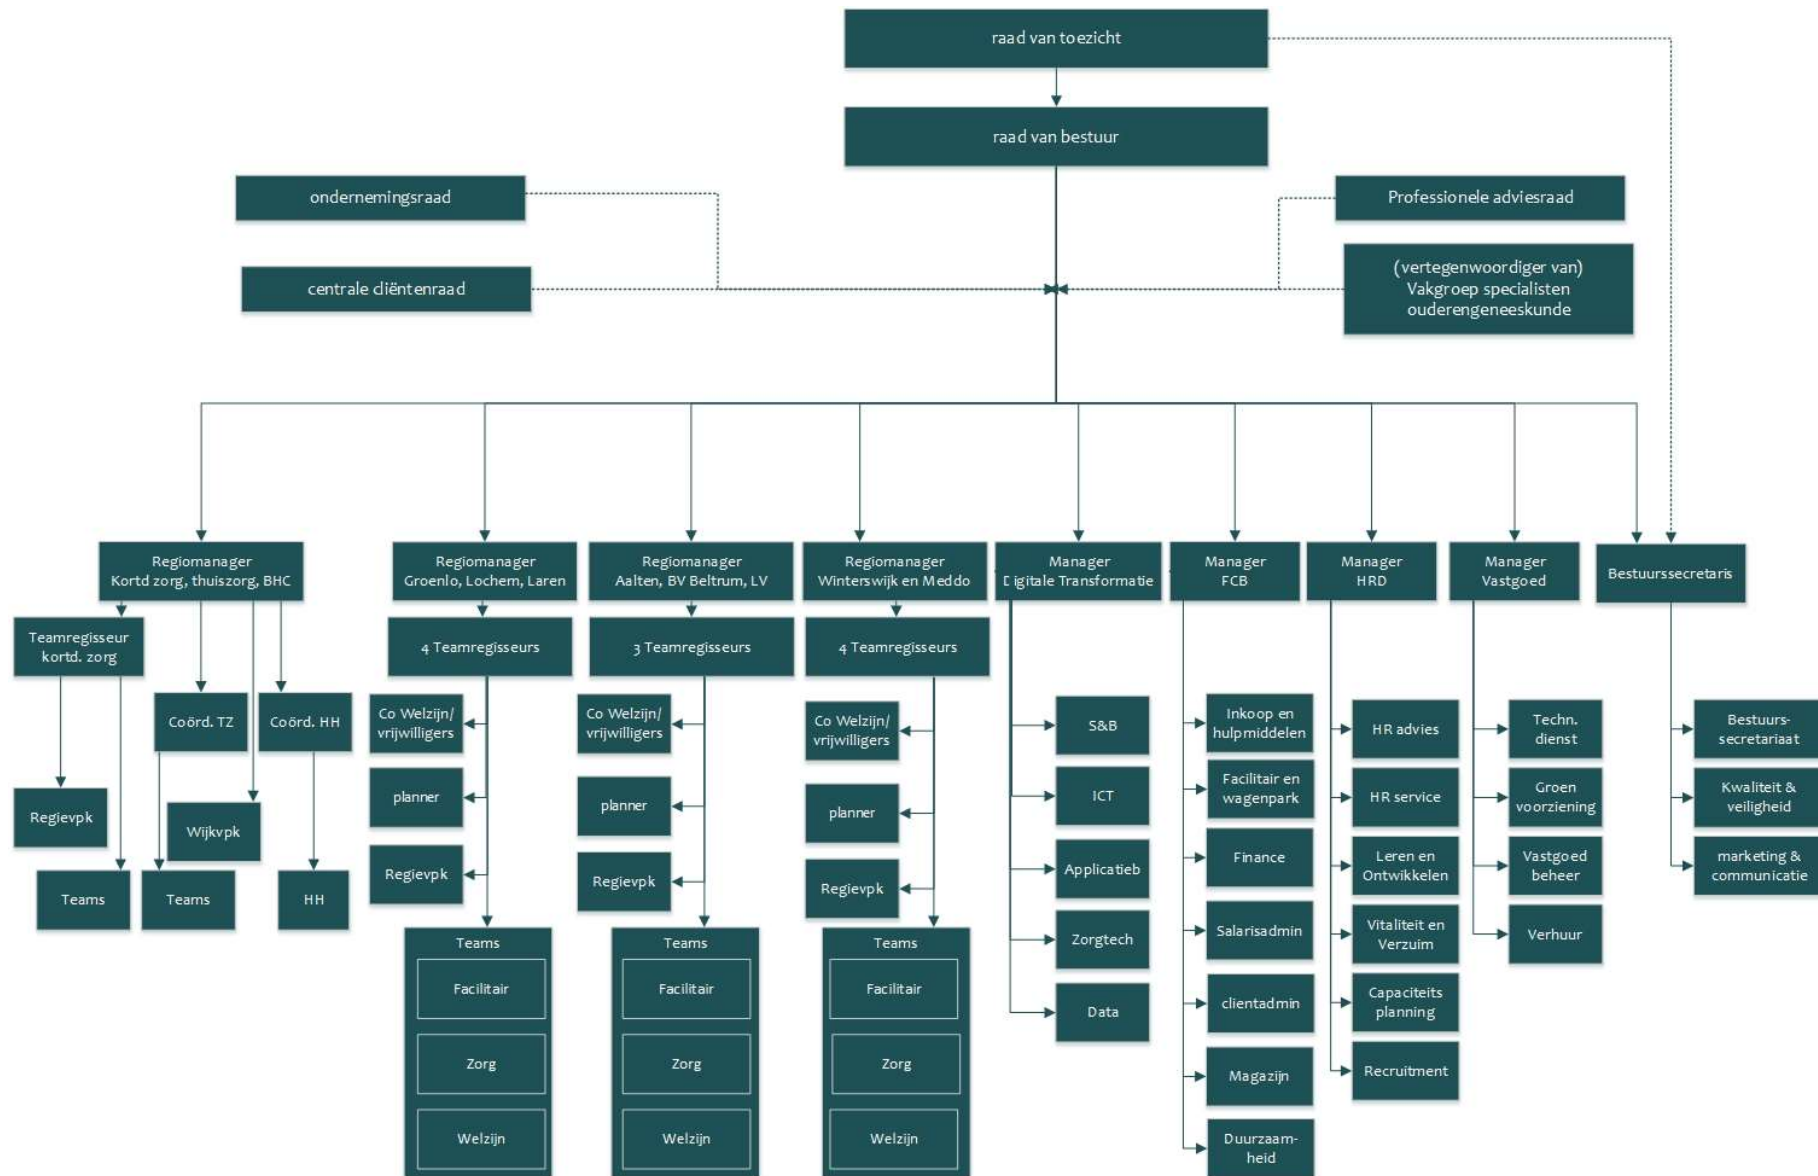 raad van toezicht
raad van bestuur
ondernemingsraad
Professionele adviesraad
centrale cliëntenraad
(vertegenwoordiger van)
Vakgroep specialisten
ouderengeneeskunde
Regiomanager
Kortd zorg, thuiszorg, BHC
Regiomanager
Groenlo, Lochem, Laren
Regiomanager
Aalten, BV Beltrum, LV
Regiomanager
Winterswijk en Meddo
Manager
Digitale Transformatie
Manager
FCB
Manager
HRD
Manager
Vastgoed
Bestuurssecretaris
Teamregisseur
kortd. zorg
Coörd. TZ
Coörd. HH
Regievpk
Wijkvpk
Teams
Teams
HH
4 Teamregisseurs
Co Welzijn/
vrijwilligers
planner
Regievpk
Teams
Facilitair
Zorg
Welzijn
3 Teamregisseurs
Co Welzijn/
vrijwilligers
planner
Regievpk
Teams
Facilitair
Zorg
Welzijn
4 Teamregisseurs
Co Welzijn/
vrijwilligers
planner
Regievpk
Teams
Facilitair
Zorg
Welzijn
S&B
ICT
Applicatieb
Zorgtech
Data
Inkoop en
hulpmiddelen
Facilitair en
wagenpark
Finance
Salarisadmin
clientadmin
Magazijn
Duurzaam-
heid
HR advies
HR service
Leren en
Ontwikkelen
Vitaliteit en
Verzuim
Capaciteits
planning
Recruitment
Techn.
dienst
Groen
voorziening
Vastgoed
beheer
Verhuur
Bestuurs-
secretariaat
Kwaliteit &
veiligheid
marketing &
communicatie